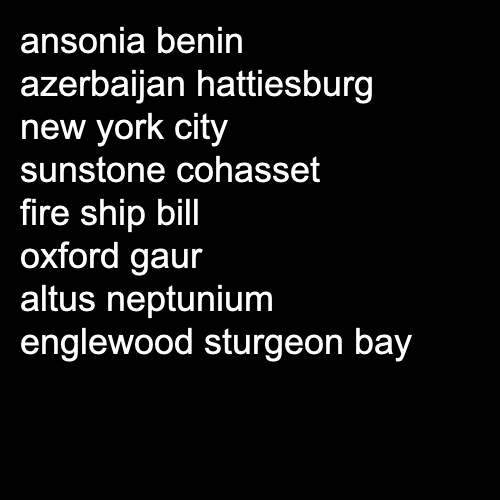 ansonia benin
azerbaijan hattiesburg
new york city
sunstone cohasset
fire ship bill
oxford gaur
altus neptunium
englewood sturgeon bay